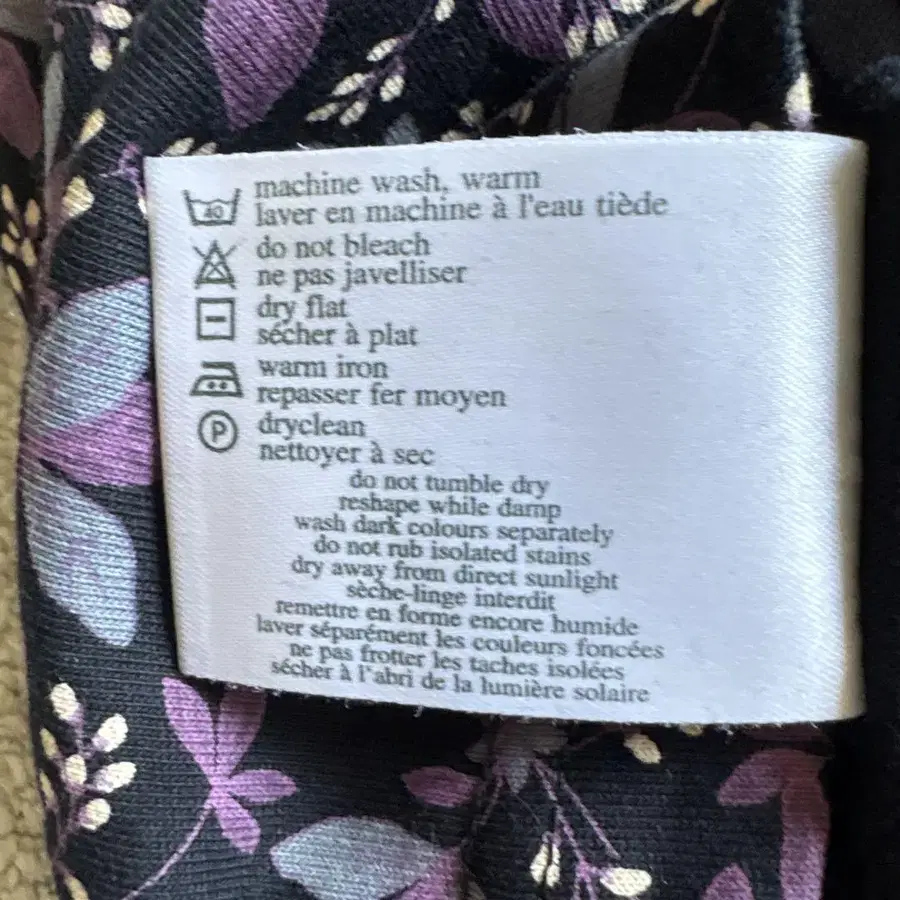 40
machine wash, warm
laver en machine à l'eau tiède
do not bleach
ne pas javelliser
dry flat
sécher à plat
warm iron
repasser fer moyen
P
dryclean
nettoyer à sec
do not tumble dry
reshape while damp
wash dark colours separately
do not rub isolated stains
dry away from direct sunlight
sèche-linge interdit
remettre en forme encore humide
laver séparément les couleurs foncées
ne pas frotter les taches isolées
sécher à l'abri de la lumière solaire